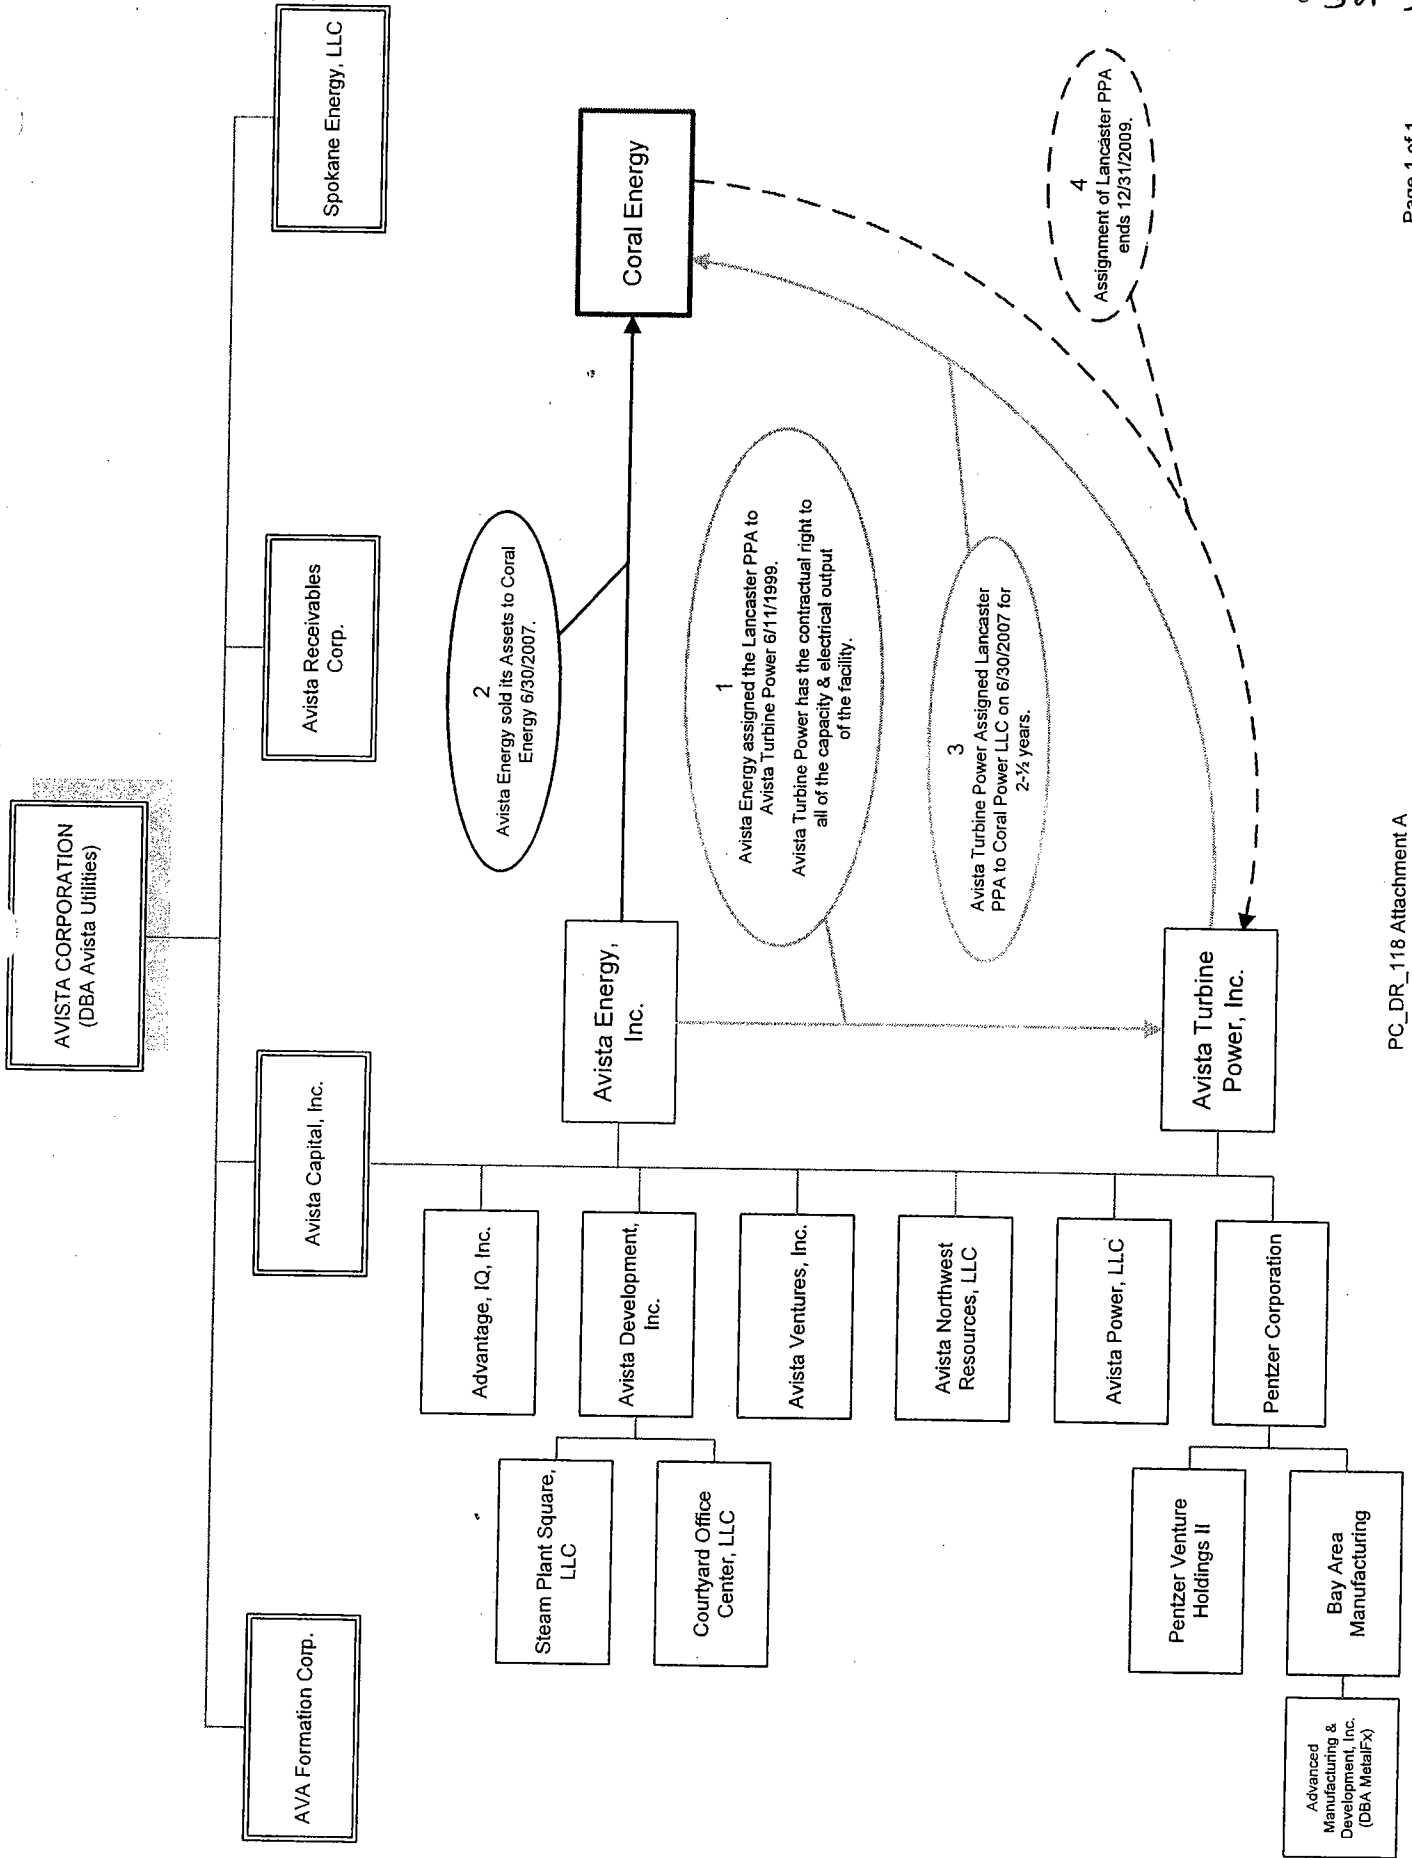 AVISTA CORPORATION
(DBA Avista Utilities)
AVA Formation Corp.
Avista Capital, Inc.
Avista Receivables
Corp.
Spokane Energy, LLC
Advantage, IQ, Inc.
Avista Development,
Inc.
Steam Plant Square,
LLC
Courtyard Office
Center, LLC
Avista Ventures, Inc.
Avista Northwest
Resources, LLC
Avista Power, LLC
Pentzer Corporation
Pentzer Venture
Holdings II
Bay Area
Manufacturing
Advanced
Manufacturing &
Development, Inc.
(DBA MetalFx)
Avista Energy,
Inc.
Avista Turbine
Power, Inc.
Coral Energy
2
Avista Energy sold its Assets to Coral
Energy 6/30/2007.
1
Avista Energy assigned the Lancaster PPA to
Avista Turbine Power 6/11/1999.
Avista Turbine Power has the contractual right to
all of the capacity & electrical output
of the facility.
3
Avista Turbine Power Assigned Lancaster
PPA to Coral Power LLC on 6/30/2007 for
2-½ years.
4
Assignment of Lancaster PPA
ends 12/31/2009.
PC_DR_118 Attachment A
Page 1 of 1